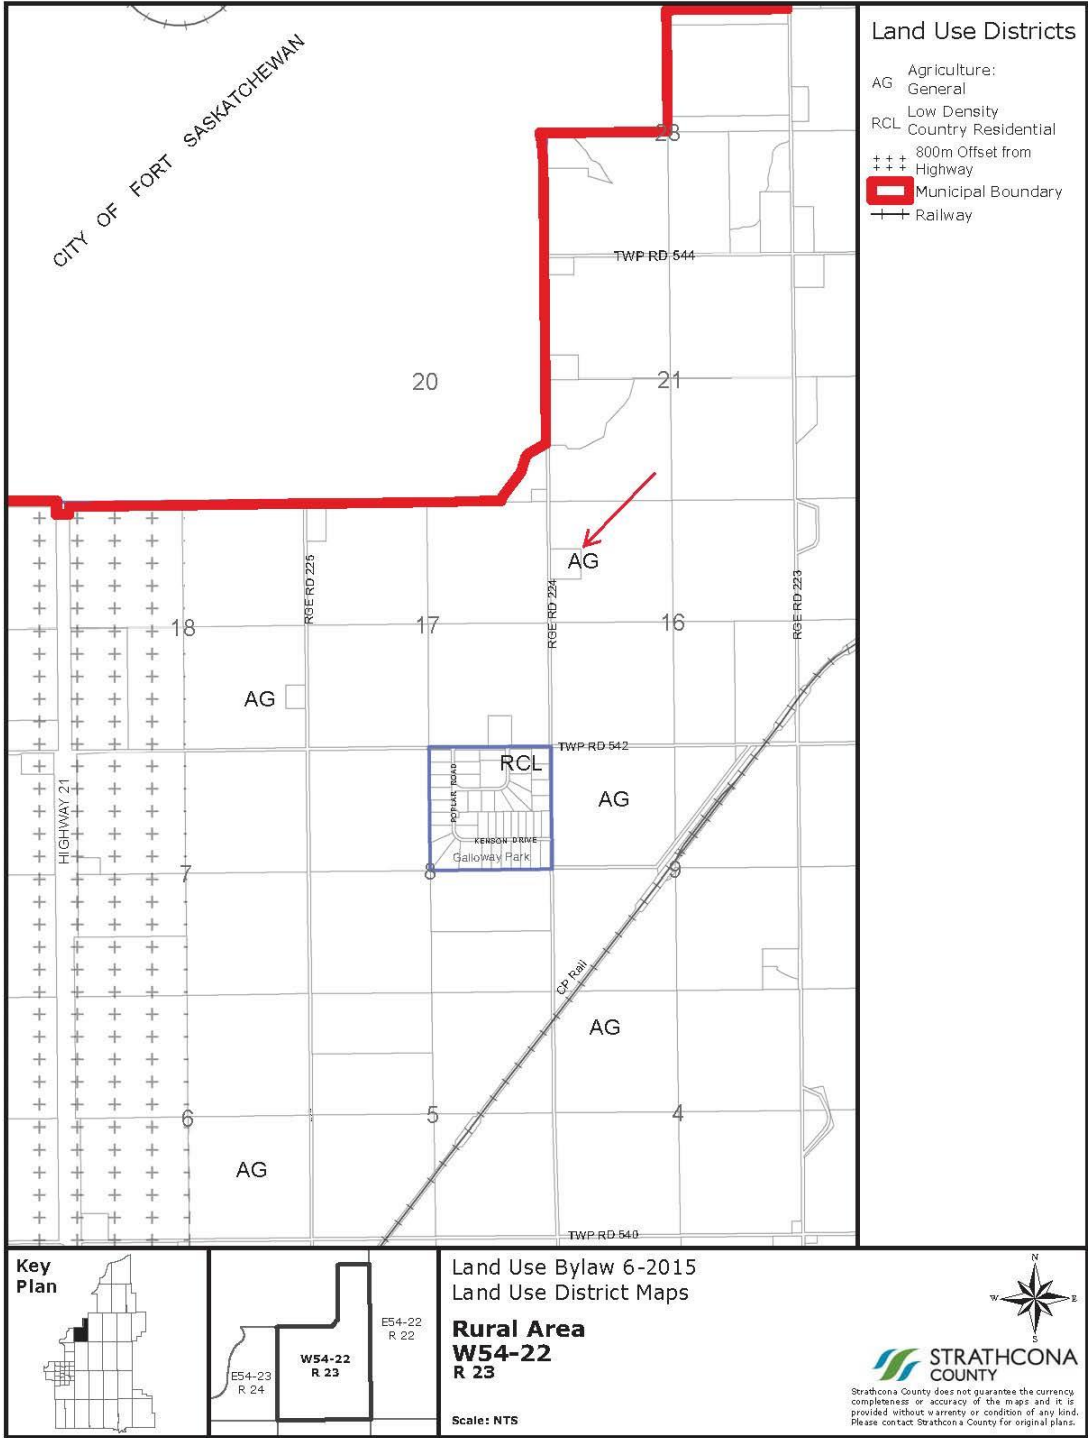 CITY OF FORT SASKATCHEWAN
28
TWP RD 544
20
21
AG
RGE RD 225
RGE RD 224
RGE RD 223
18
17
16
AG
TWP RD 542
RCL
POPLAR ROAD
AG
HIGHWAY 21
KENSON DRIVE
Galloway Park
7
8
9
CP Rail
AG
6
5
4
AG
TWP RD 540
Land Use Districts
AG Agriculture:
General
RCL Low Density
Country Residential
800m Offset from
Highway
Municipal Boundary
Railway
Key
Plan
E54-22
R 22
W54-22
R 23
E54-23
R 24
Land Use Bylaw 6-2015
Land Use District Maps
Rural Area
W54-22
R 23
Scale: NTS
N
W E
S
STRATHCONA
COUNTY
Strathcona County does not guarantee the currency,
completeness or accuracy of the maps and it is
provided without warrenty or condition of any kind.
Please contact Strathcona County for original plans.